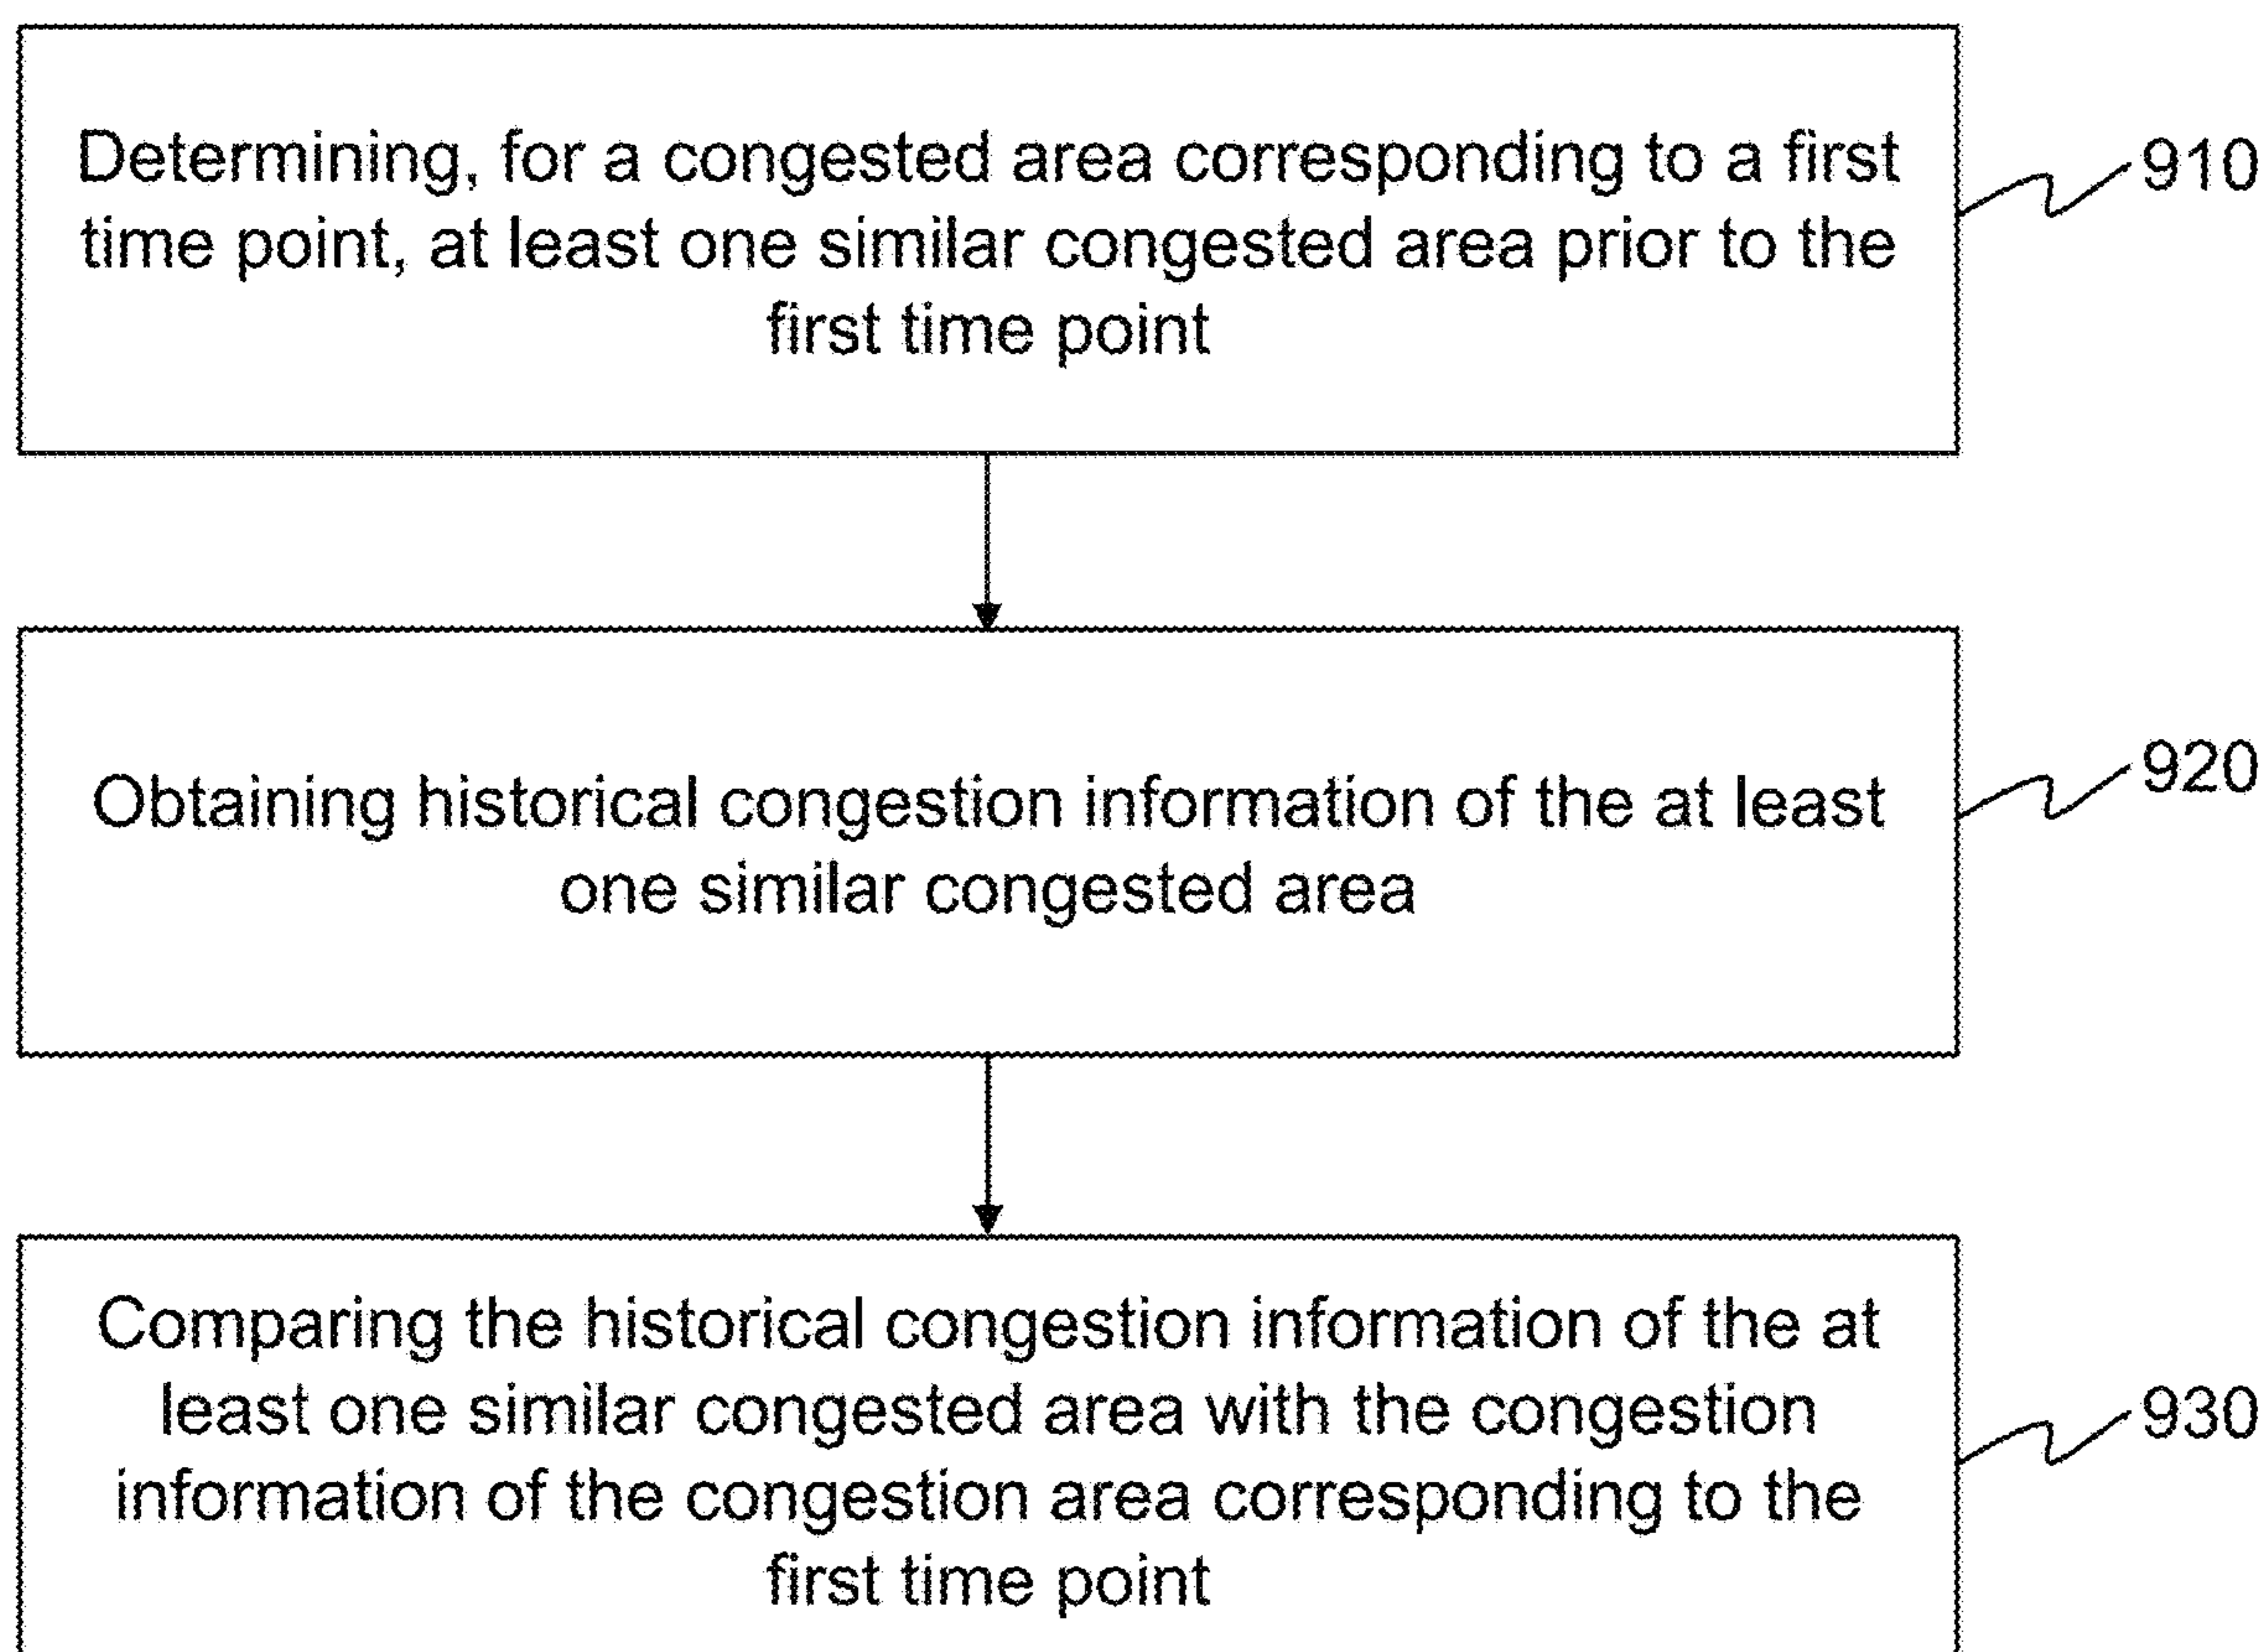 Determining, for a congested area corresponding to a first
time point, at least one similar congested area prior to the
first time point
910
Obtaining historical congestion information of the at least
one similar congested area
920
Comparing the historical congestion information of the at
least one similar congested area with the congestion
information of the congestion area corresponding to the
first time point
930